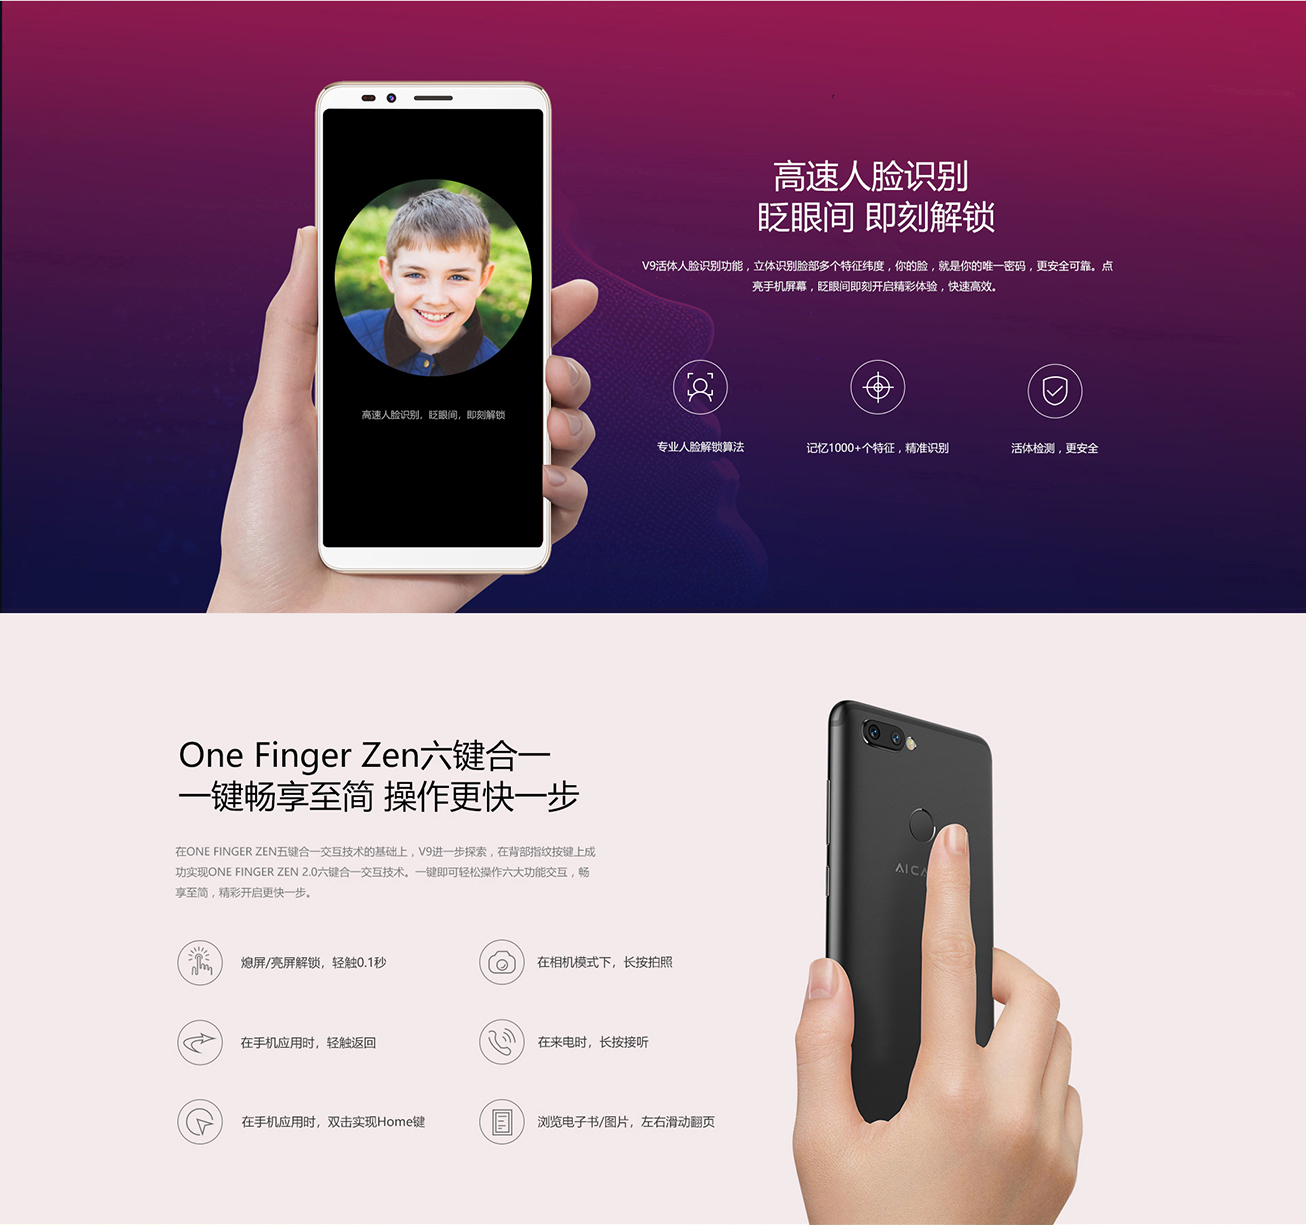 高速人脸识别
眨眼间 即刻解锁
V9活体人脸识别功能，立体识别脸部多个特征纬度，你的脸，就是你的唯一密码，更安全可靠。点
亮手机屏幕，眨眼间即刻开启精彩体验，快速高效。
高速人脸识别，眨眼间，即刻解锁
专业人脸解锁算法
记忆1000+个特征，精准识别
活体检测，更安全
One Finger Zen六键合一
一键畅享至简 操作更快一步
在ONE FINGER ZEN五键合一交互技术的基础上，V9进一步探索，在背部指纹按键上成
功实现ONE FINGER ZEN 2.0六键合一交互技术。一键即可轻松操作六大功能交互，畅
享至简，精彩开启更快一步。
熄屏/亮屏解锁，轻触0.1秒
在相机模式下，长按拍照
在手机应用时，轻触返回
在来电时，长按接听
在手机应用时，双击实现Home键
浏览电子书/图片，左右滑动翻页
AICA